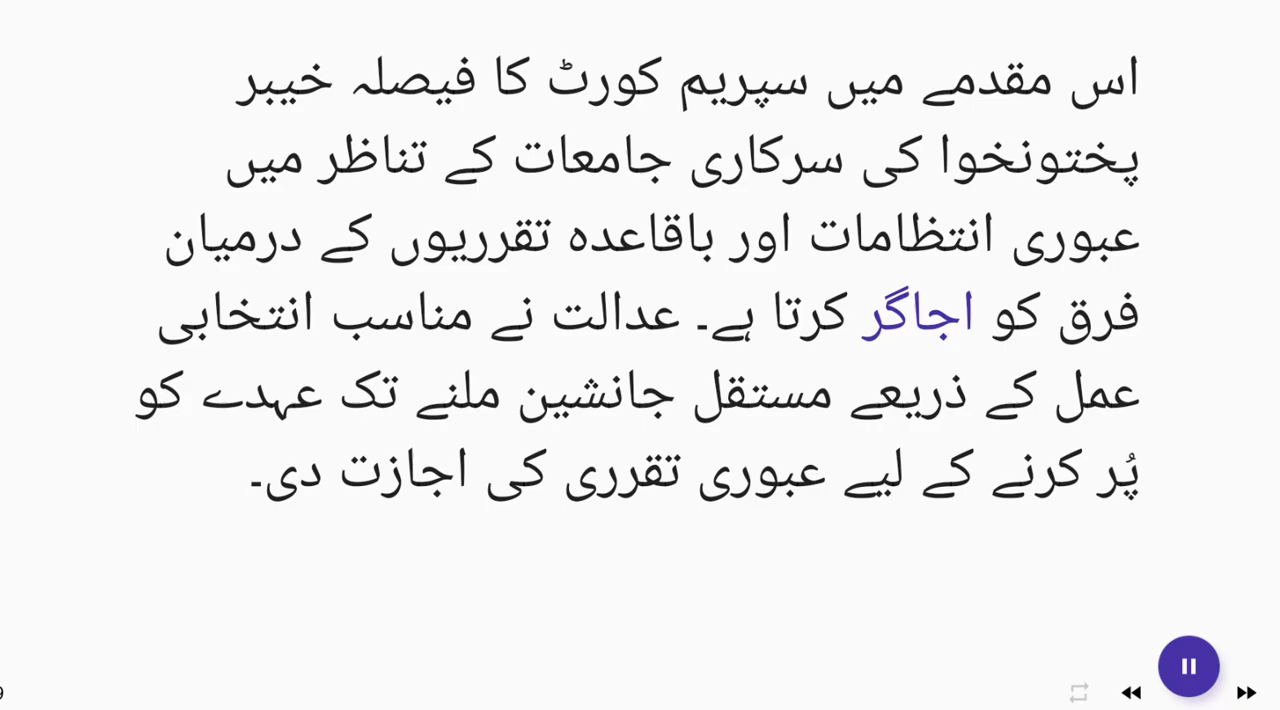 اس مقدمے میں سپریم کورٹ کا فیصلہ خیبر
پختونخوا کی سرکاری جامعات کے تناظر میں
عبوری انتظامات اور باقاعدہ تقرریوں کے درمیان
فرق کو اجاگر کرتا ہے۔ عدالت نے مناسب انتخابی
عمل کے ذریعے مستقل جانشین ملنے تک عہدے کو
پُر کرنے کے لیے عبوری تقرری کی اجازت دی۔